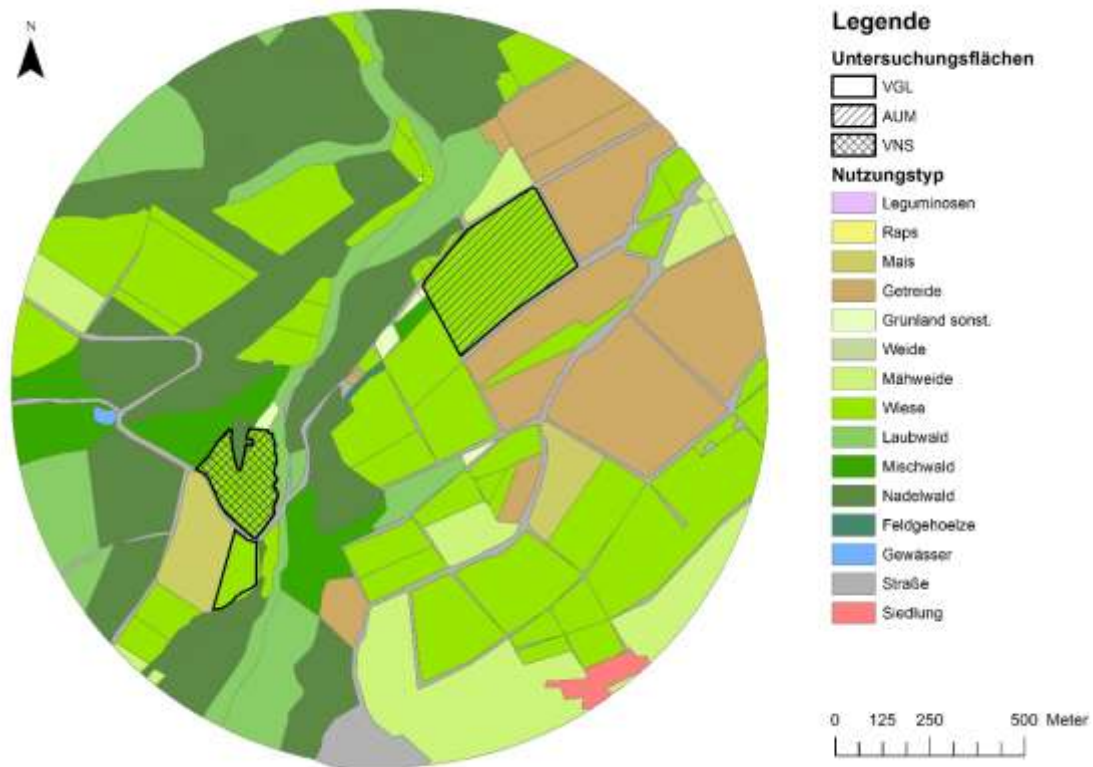 N
Legende
Untersuchungsflächen
VGL
AUM
VNS
Nutzungstyp
Leguminosen
Raps
Mais
Getreide
Grünland sonst.
Weide
Mähweide
Wiese
Laubwald
Mischwald
Nadelwald
Feldgehoelze
Gewässer
Straße
Siedlung
0 125 250 500 Meter